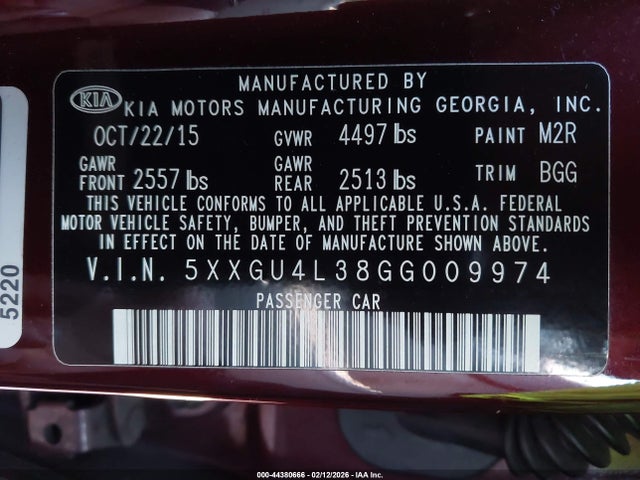 MANUFACTURED BY
KIA KIA MOTORS MANUFACTURING GEORGIA, INC.
OCT/22/15 GVWR 4497 lbs PAINT M2R
GAWR FRONT 2557 lbs GAWR REAR 2513 lbs TRIM BGG
THIS VEHICLE CONFORMS TO ALL APPLICABLE U.S.A. FEDERAL
MOTOR VEHICLE SAFETY, BUMPER, AND THEFT PREVENTION STANDARDS
IN EFFECT ON THE DATE OF MANUFACTURE SHOWN ABOVE.
V.I.N. 5XXGU4L38GG009974
PASSENGER CAR
5220
000-44380666 - 02/12/2026 - IAA Inc.